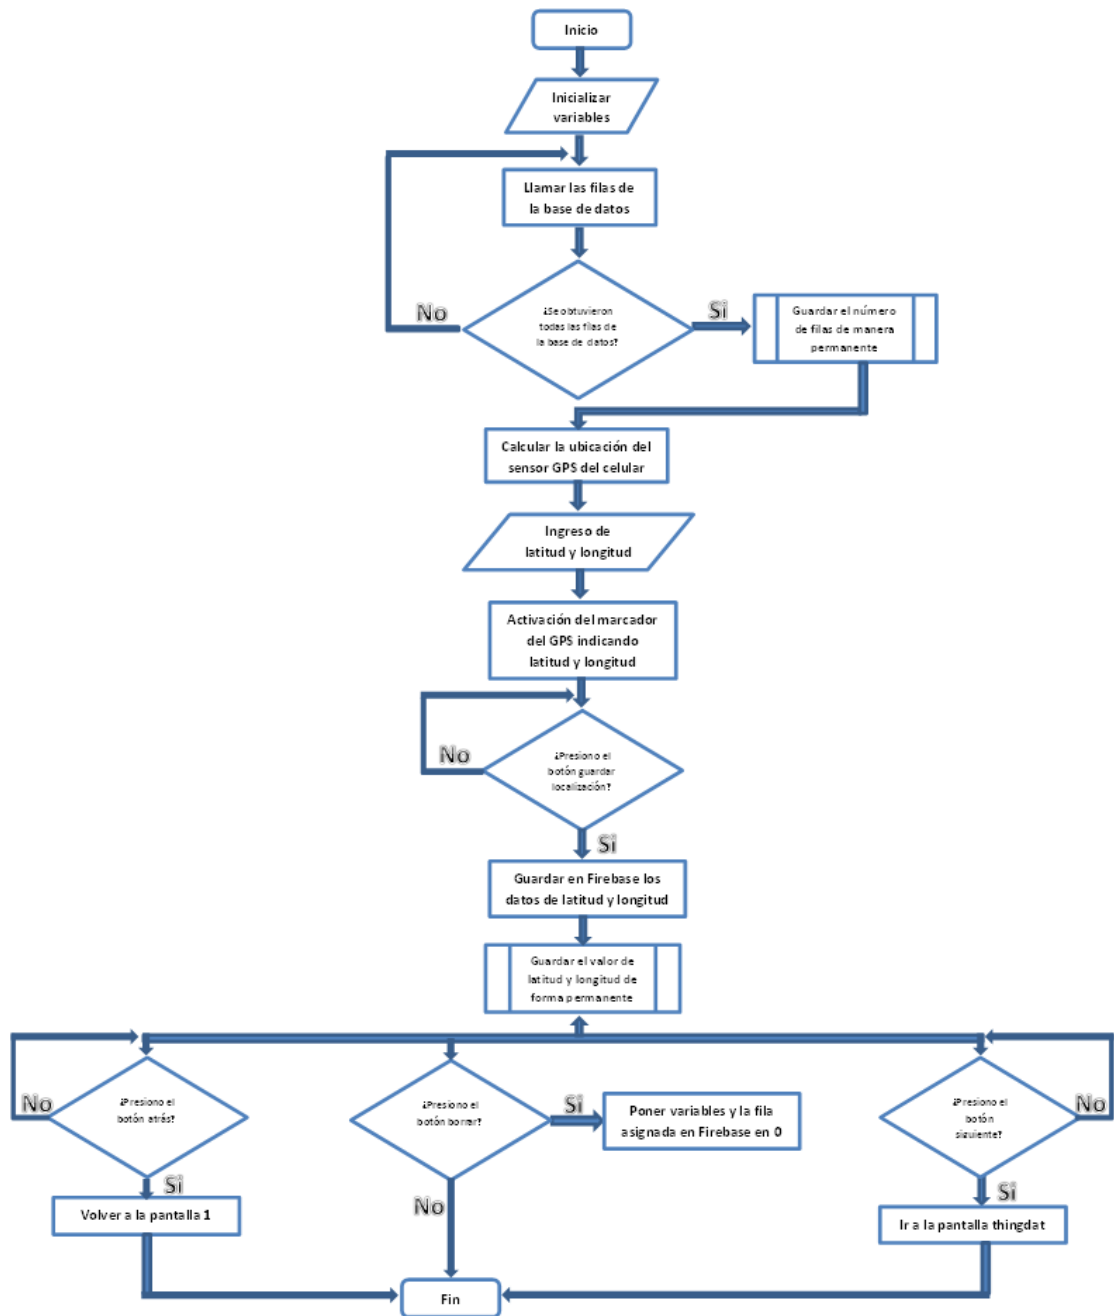 Inicio
Inicializar
variables
Llamar las filas de
la base de datos
¿Se obtuvieron
todas las filas de
la base de datos?
No
Si
Guardar el número
de filas de manera
permanente
Calcular la ubicación del
sensor GPS del celular
Ingreso de
latitud y longitud
Activación del marcador
del GPS indicando
latitud y longitud
No
¿Presiono el
botón guardar
localización?
Si
Guardar en Firebase los
datos de latitud y longitud
Guardar el valor de
latitud y longitud de
forma permanente
No
¿Presiono el
botón atrás?
Si
Volver a la pantalla 1
¿Presiono el
botón borrar?
Si
Poner variables y la fila
asignada en Firebase en 0
No
¿Presiono el
botón
siguiente?
No
Si
Ir a la pantalla thingdat
Fin